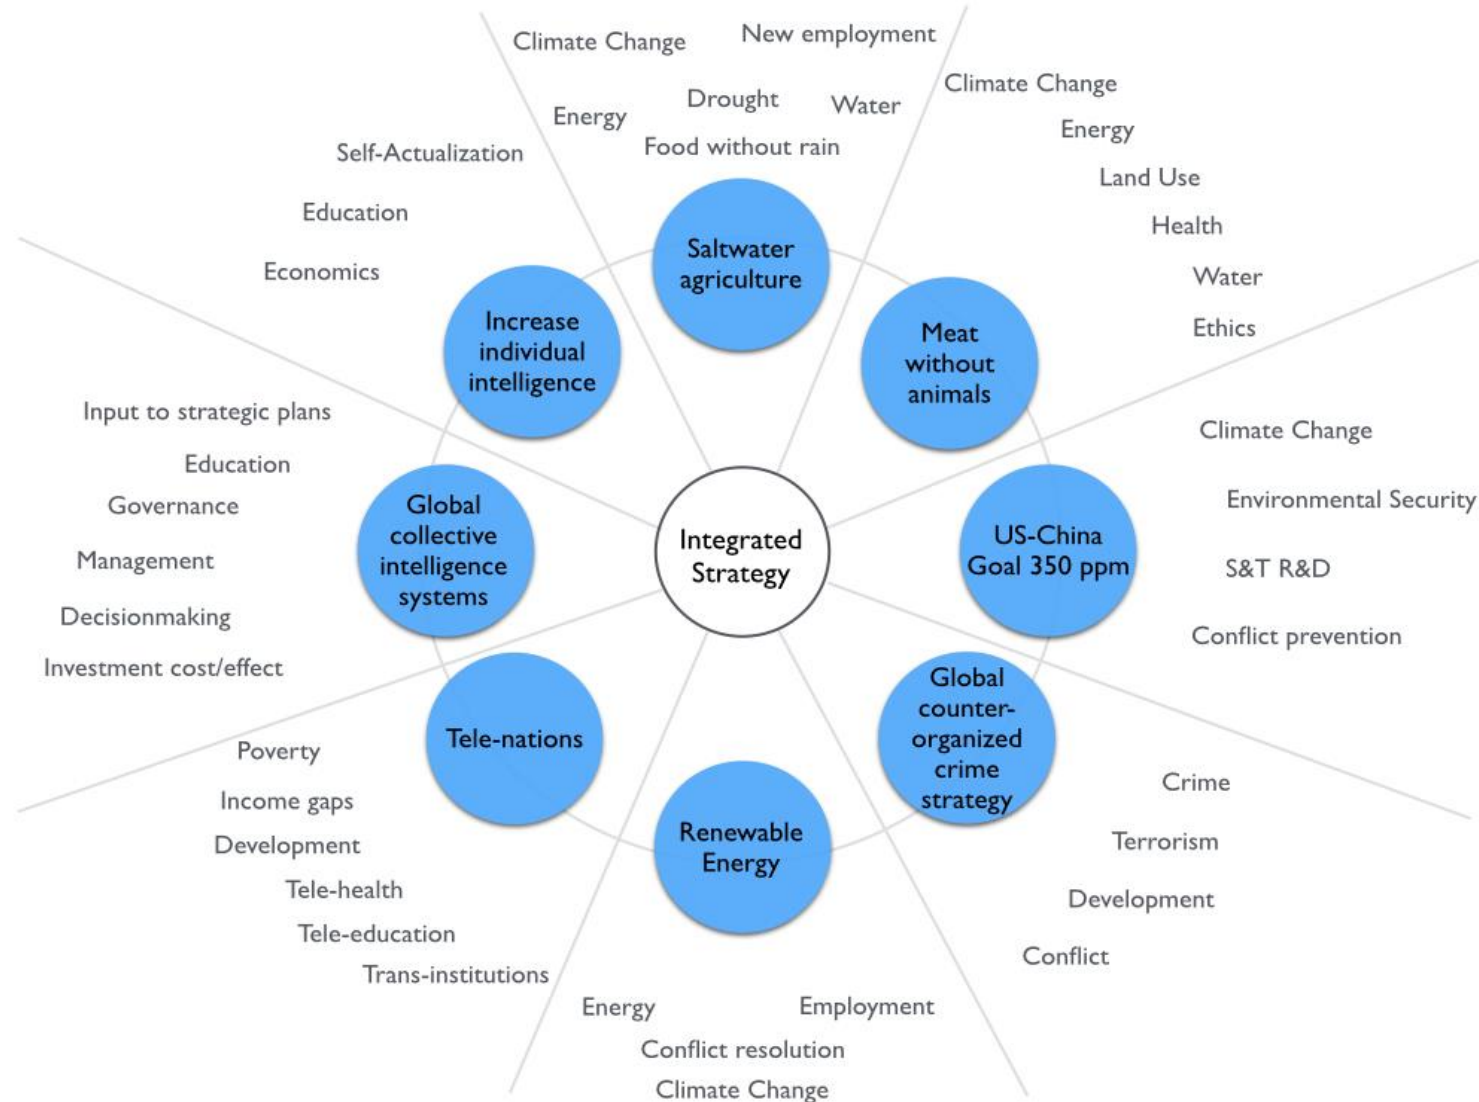 Climate Change
New employment
Energy
Drought
Water
Food without rain
Saltwater
agriculture
Climate Change
Energy
Land Use
Health
Water
Ethics
Meat
without
animals
Climate Change
Environmental Security
S&T R&D
Conflict prevention
US-China
Goal 350 ppm
Global
counter-
organized
crime
strategy
Crime
Terrorism
Development
Conflict
Renewable
Energy
Energy
Employment
Conflict resolution
Climate Change
Tele-nations
Poverty
Income gaps
Development
Tele-health
Tele-education
Trans-institutions
Global
collective
intelligence
systems
Input to strategic plans
Education
Governance
Management
Decisionmaking
Investment cost/effect
Increase
individual
intelligence
Self-Actualization
Education
Economics
Integrated
Strategy